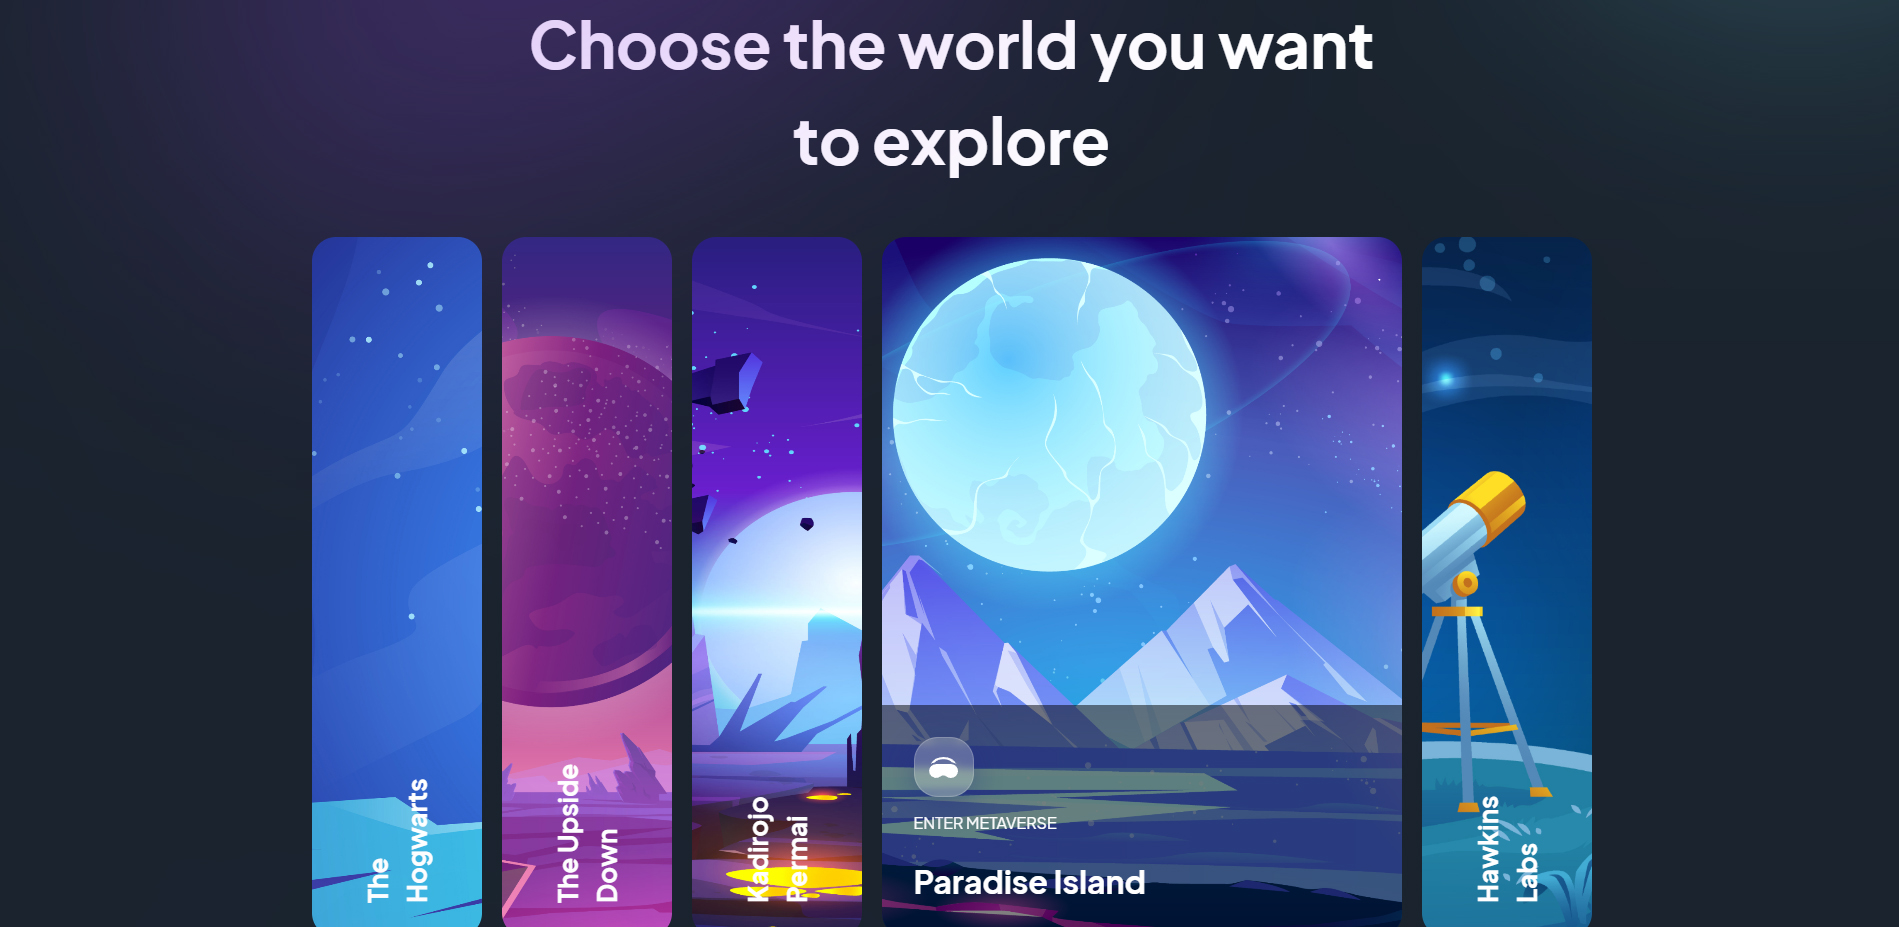 Choose the world you want
to explore
The
Hogwarts
The Upside
Down
Kadirojo
Permai
ENTER METAVERSE
Paradise Island
Hawkins
Labs